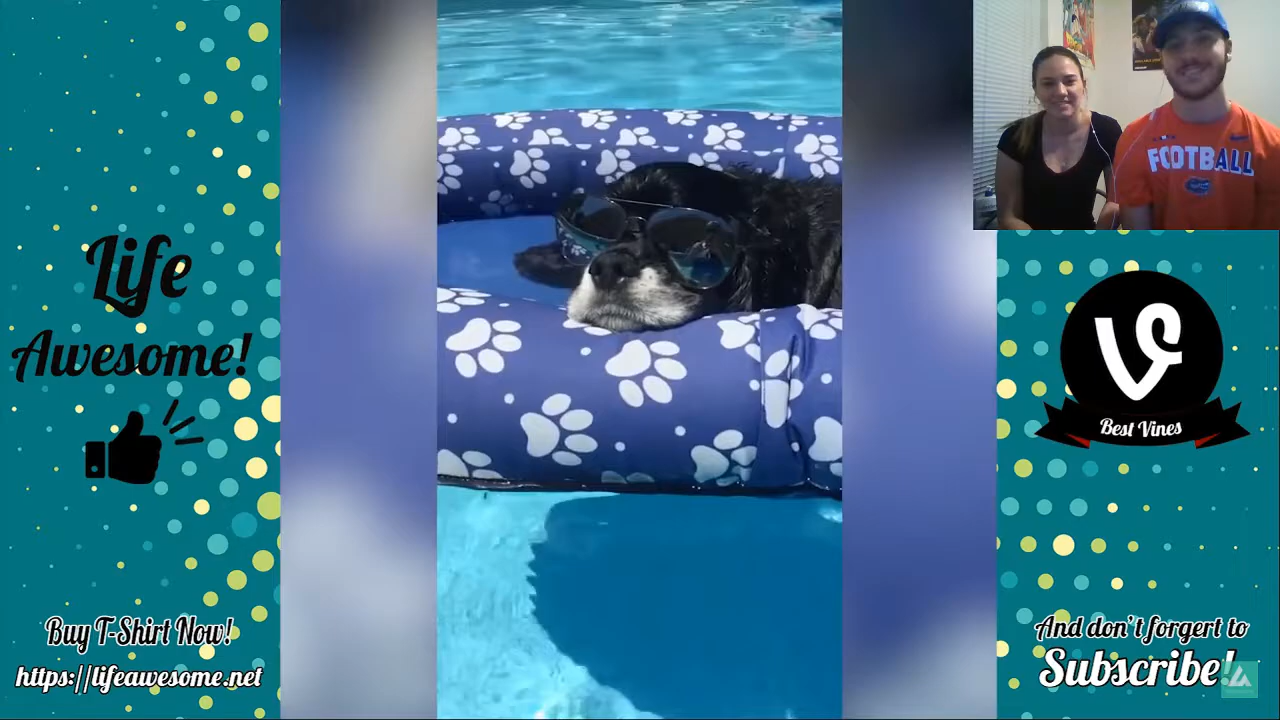 Life
Awesome!
Buy T-Shirt Now!
https://lifeawesome.net
FOOTBALL
Best Vines
And don't forgert to
Subscribe!